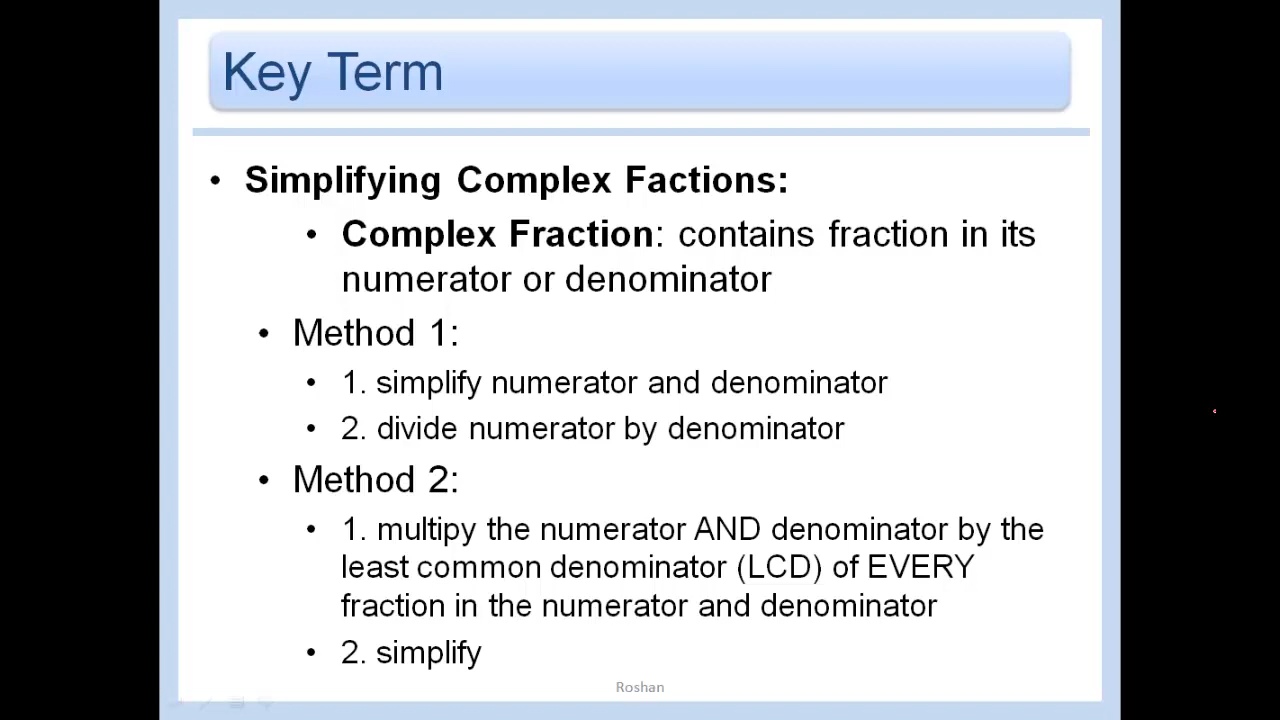 Key Term
• Simplifying Complex Factions:
• Complex Fraction: contains fraction in its
numerator or denominator
• Method 1:
• 1. simplify numerator and denominator
• 2. divide numerator by denominator
• Method 2:
• 1. multipy the numerator AND denominator by the
least common denominator (LCD) of EVERY
fraction in the numerator and denominator
• 2. simplify
Roshan